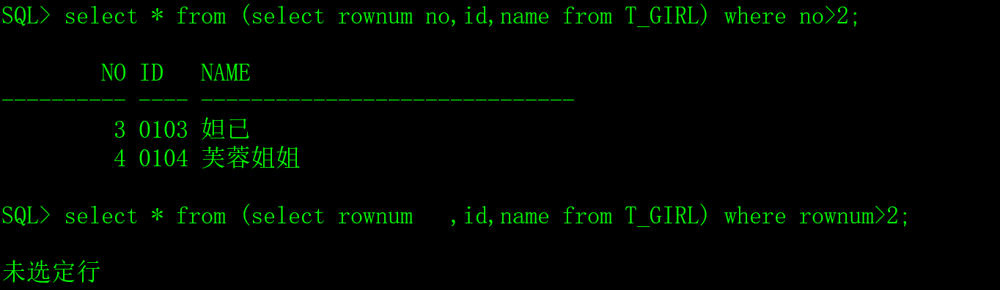 SQL> select * from (select rownum no,id,name from T_GIRL) where no>2;
        NO ID   NAME
---------- ---- ------------------------------
         3 0103 妲已
         4 0104 芙蓉姐姐
SQL> select * from (select rownum   ,id,name from T_GIRL) where rownum>2;
未选定行